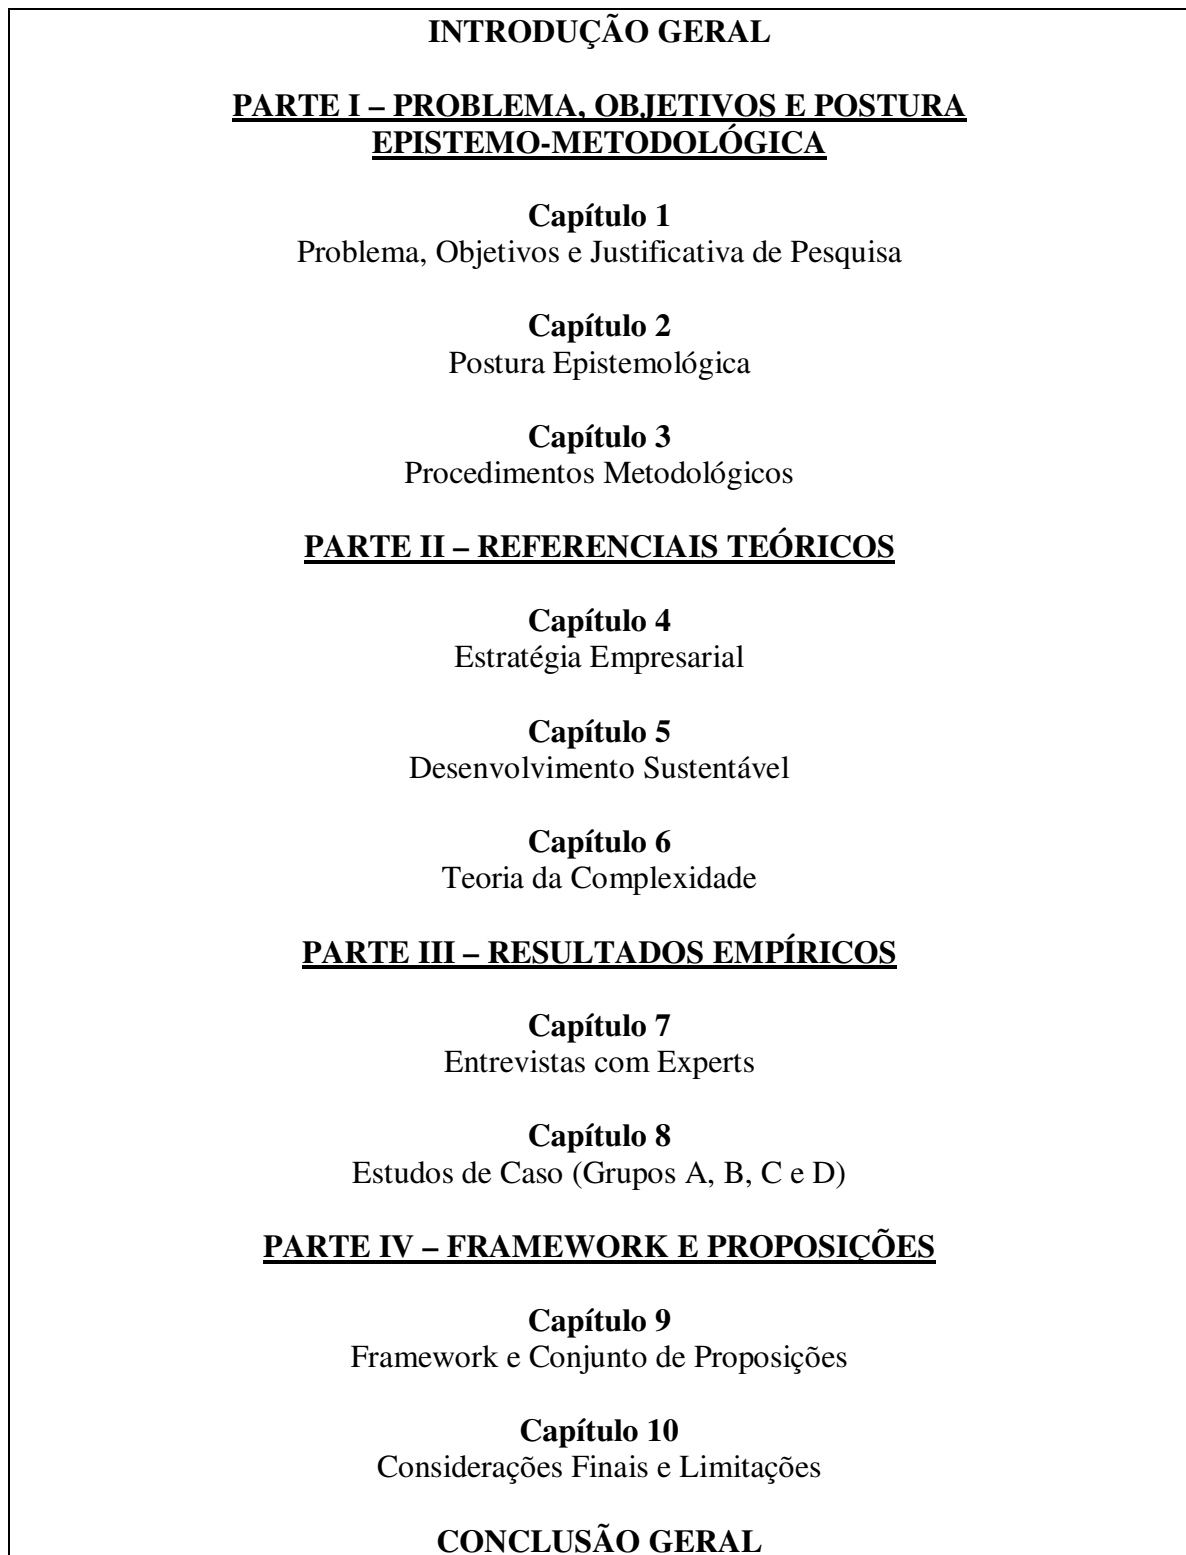 INTRODUÇÃO GERAL
PARTE I – PROBLEMA, OBJETIVOS E POSTURA
EPISTEMO-METODOLÓGICA
Capítulo 1
Problema, Objetivos e Justificativa de Pesquisa
Capítulo 2
Postura Epistemológica
Capítulo 3
Procedimentos Metodológicos
PARTE II – REFERENCIAIS TEÓRICOS
Capítulo 4
Estratégia Empresarial
Capítulo 5
Desenvolvimento Sustentável
Capítulo 6
Teoria da Complexidade
PARTE III – RESULTADOS EMPÍRICOS
Capítulo 7
Entrevistas com Experts
Capítulo 8
Estudos de Caso (Grupos A, B, C e D)
PARTE IV – FRAMEWORK E PROPOSIÇÕES
Capítulo 9
Framework e Conjunto de Proposições
Capítulo 10
Considerações Finais e Limitações
CONCLUSÃO GERAL